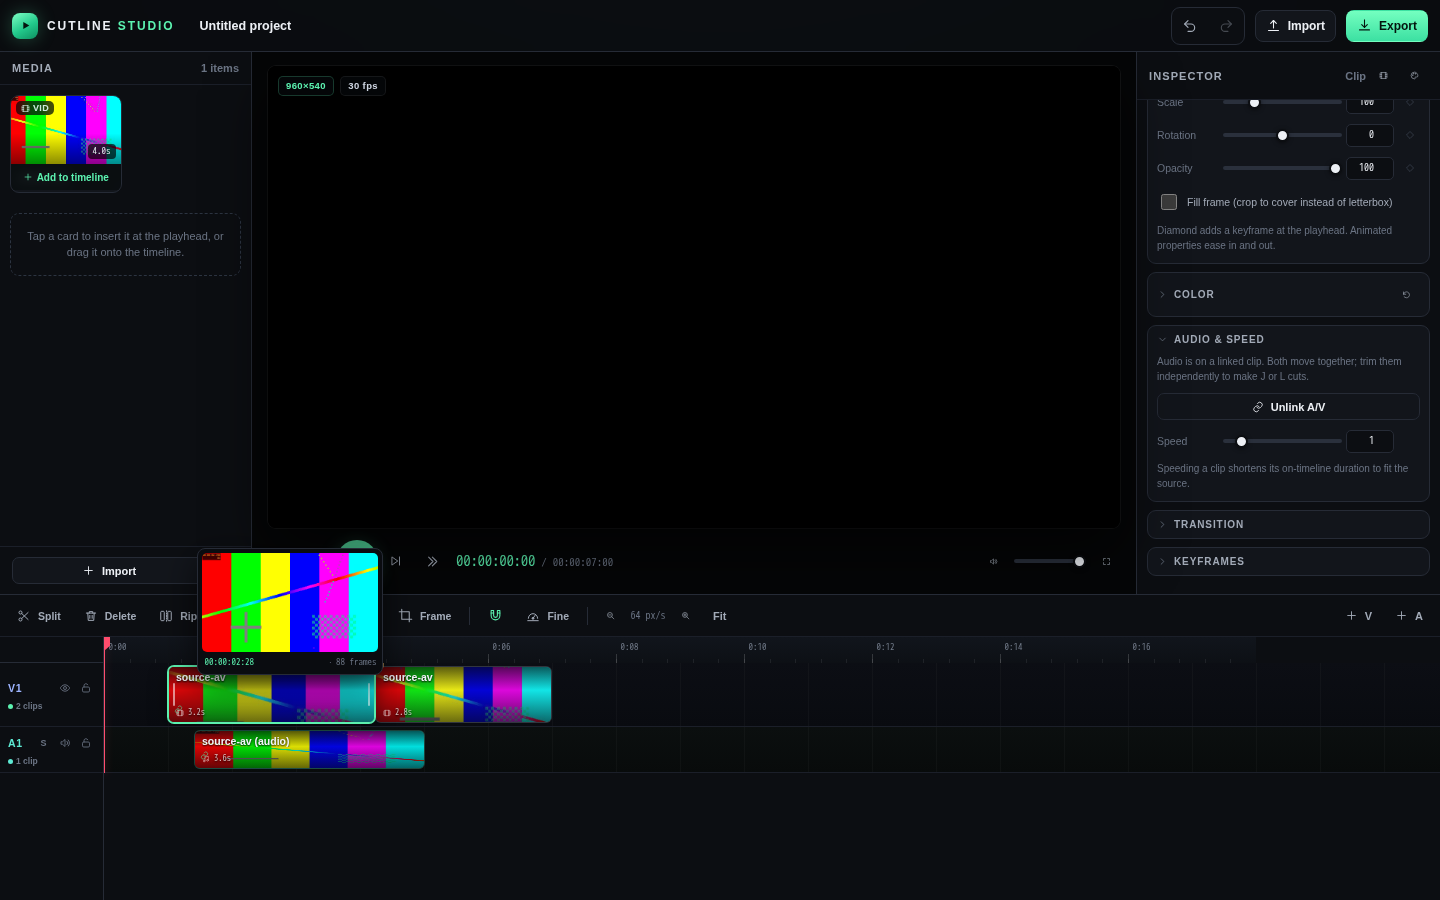 CUTLINE STUDIO
Untitled project
Import
Export
MEDIA
1 items
VID
4.0s
Add to timeline
Tap a card to insert it at the playhead, or
drag it onto the timeline.
Import
960×540
30 fps
00:00:00:00 / 00:00:07:00
INSPECTOR
Clip
Scale
100
Rotation
0
Opacity
100
Fill frame (crop to cover instead of letterbox)
Diamond adds a keyframe at the playhead. Animated
properties ease in and out.
COLOR
AUDIO & SPEED
Audio is on a linked clip. Both move together; trim them
independently to make J or L cuts.
Unlink A/V
Speed
1
Speeding a clip shortens its on-timeline duration to fit the
source.
TRANSITION
KEYFRAMES
Split
Delete
Rip
Frame
Fine
64 px/s
Fit
V
A
00:00:02:28
· 88 frames
0:00
0:06
0:08
0:10
0:12
0:14
0:16
V1
2 clips
source-av
3.2s
source-av
2.8s
A1
S
1 clip
source-av (audio)
3.6s